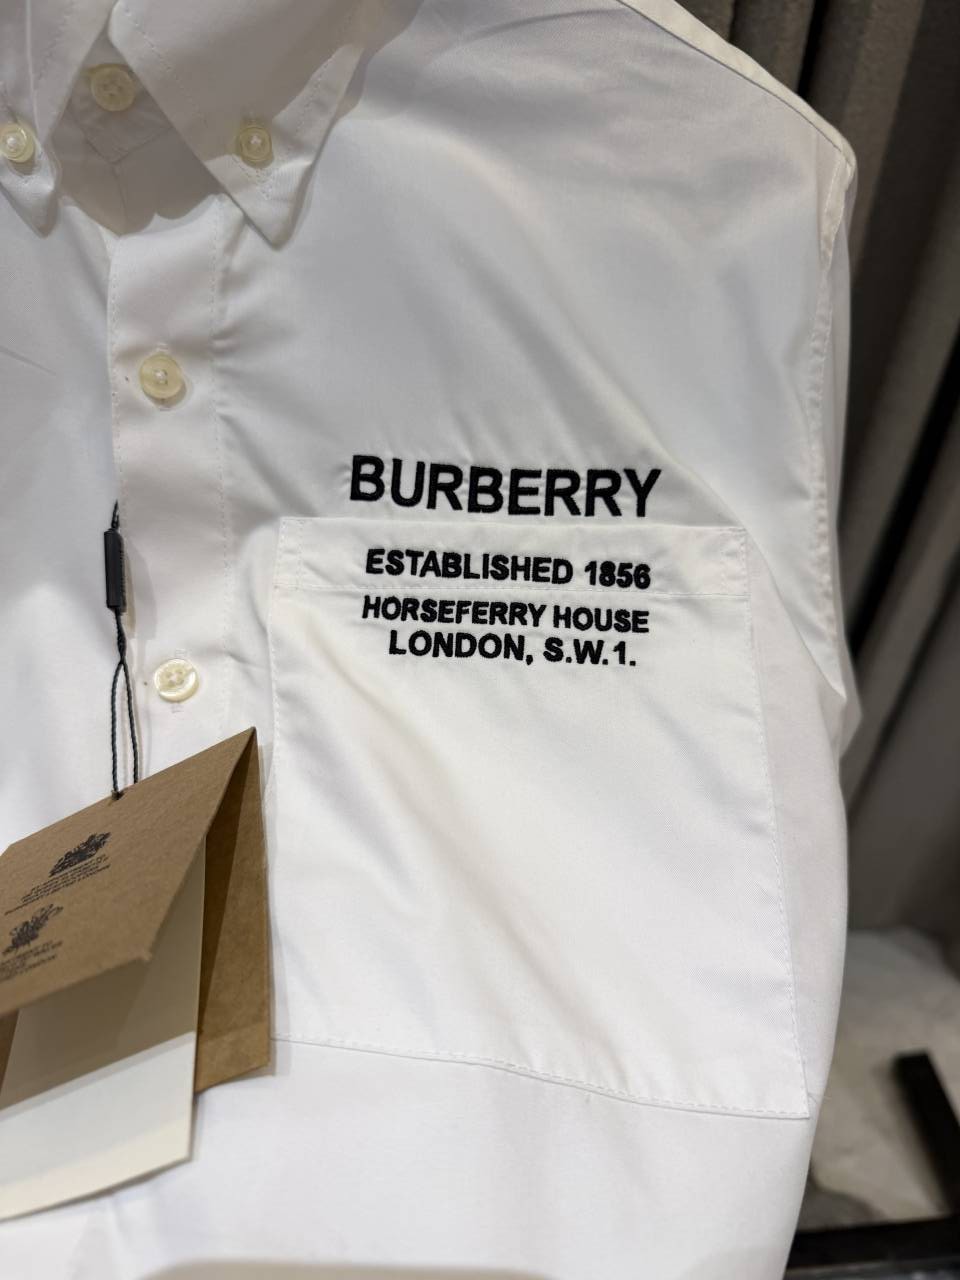 BURBERRY
ESTABLISHED 1856
HORSEFERRY HOUSE
LONDON, S.W.1.